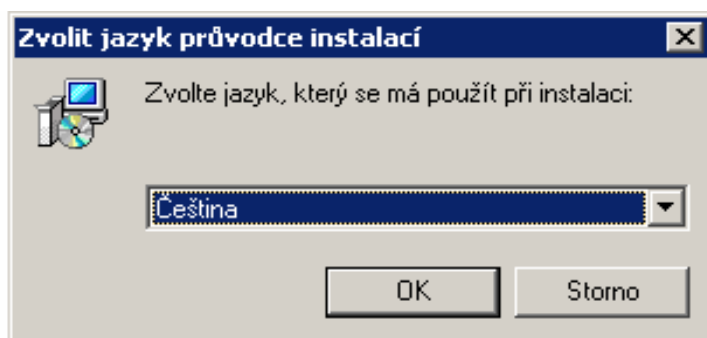 Zvolit jazyk průvodce instalací
Zvolte jazyk, který se má použít při instalaci:
Čeština
OK
Storno